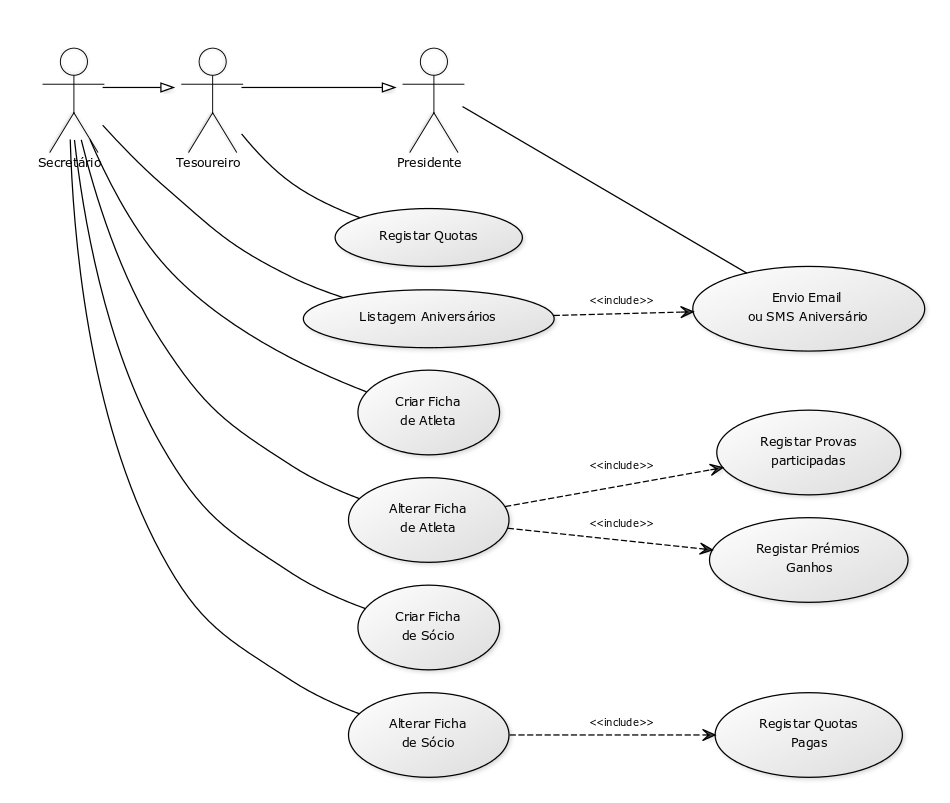 Secretário
Tesoureiro
Presidente
Registar Quotas
Listagem Aniversários
<<include>>
Envio Email
ou SMS Aniversário
Criar Ficha
de Atleta
Alterar Ficha
de Atleta
<<include>>
Registar Provas
participadas
<<include>>
Registar Prémios
Ganhos
Criar Ficha
de Sócio
Alterar Ficha
de Sócio
<<include>>
Registar Quotas
Pagas